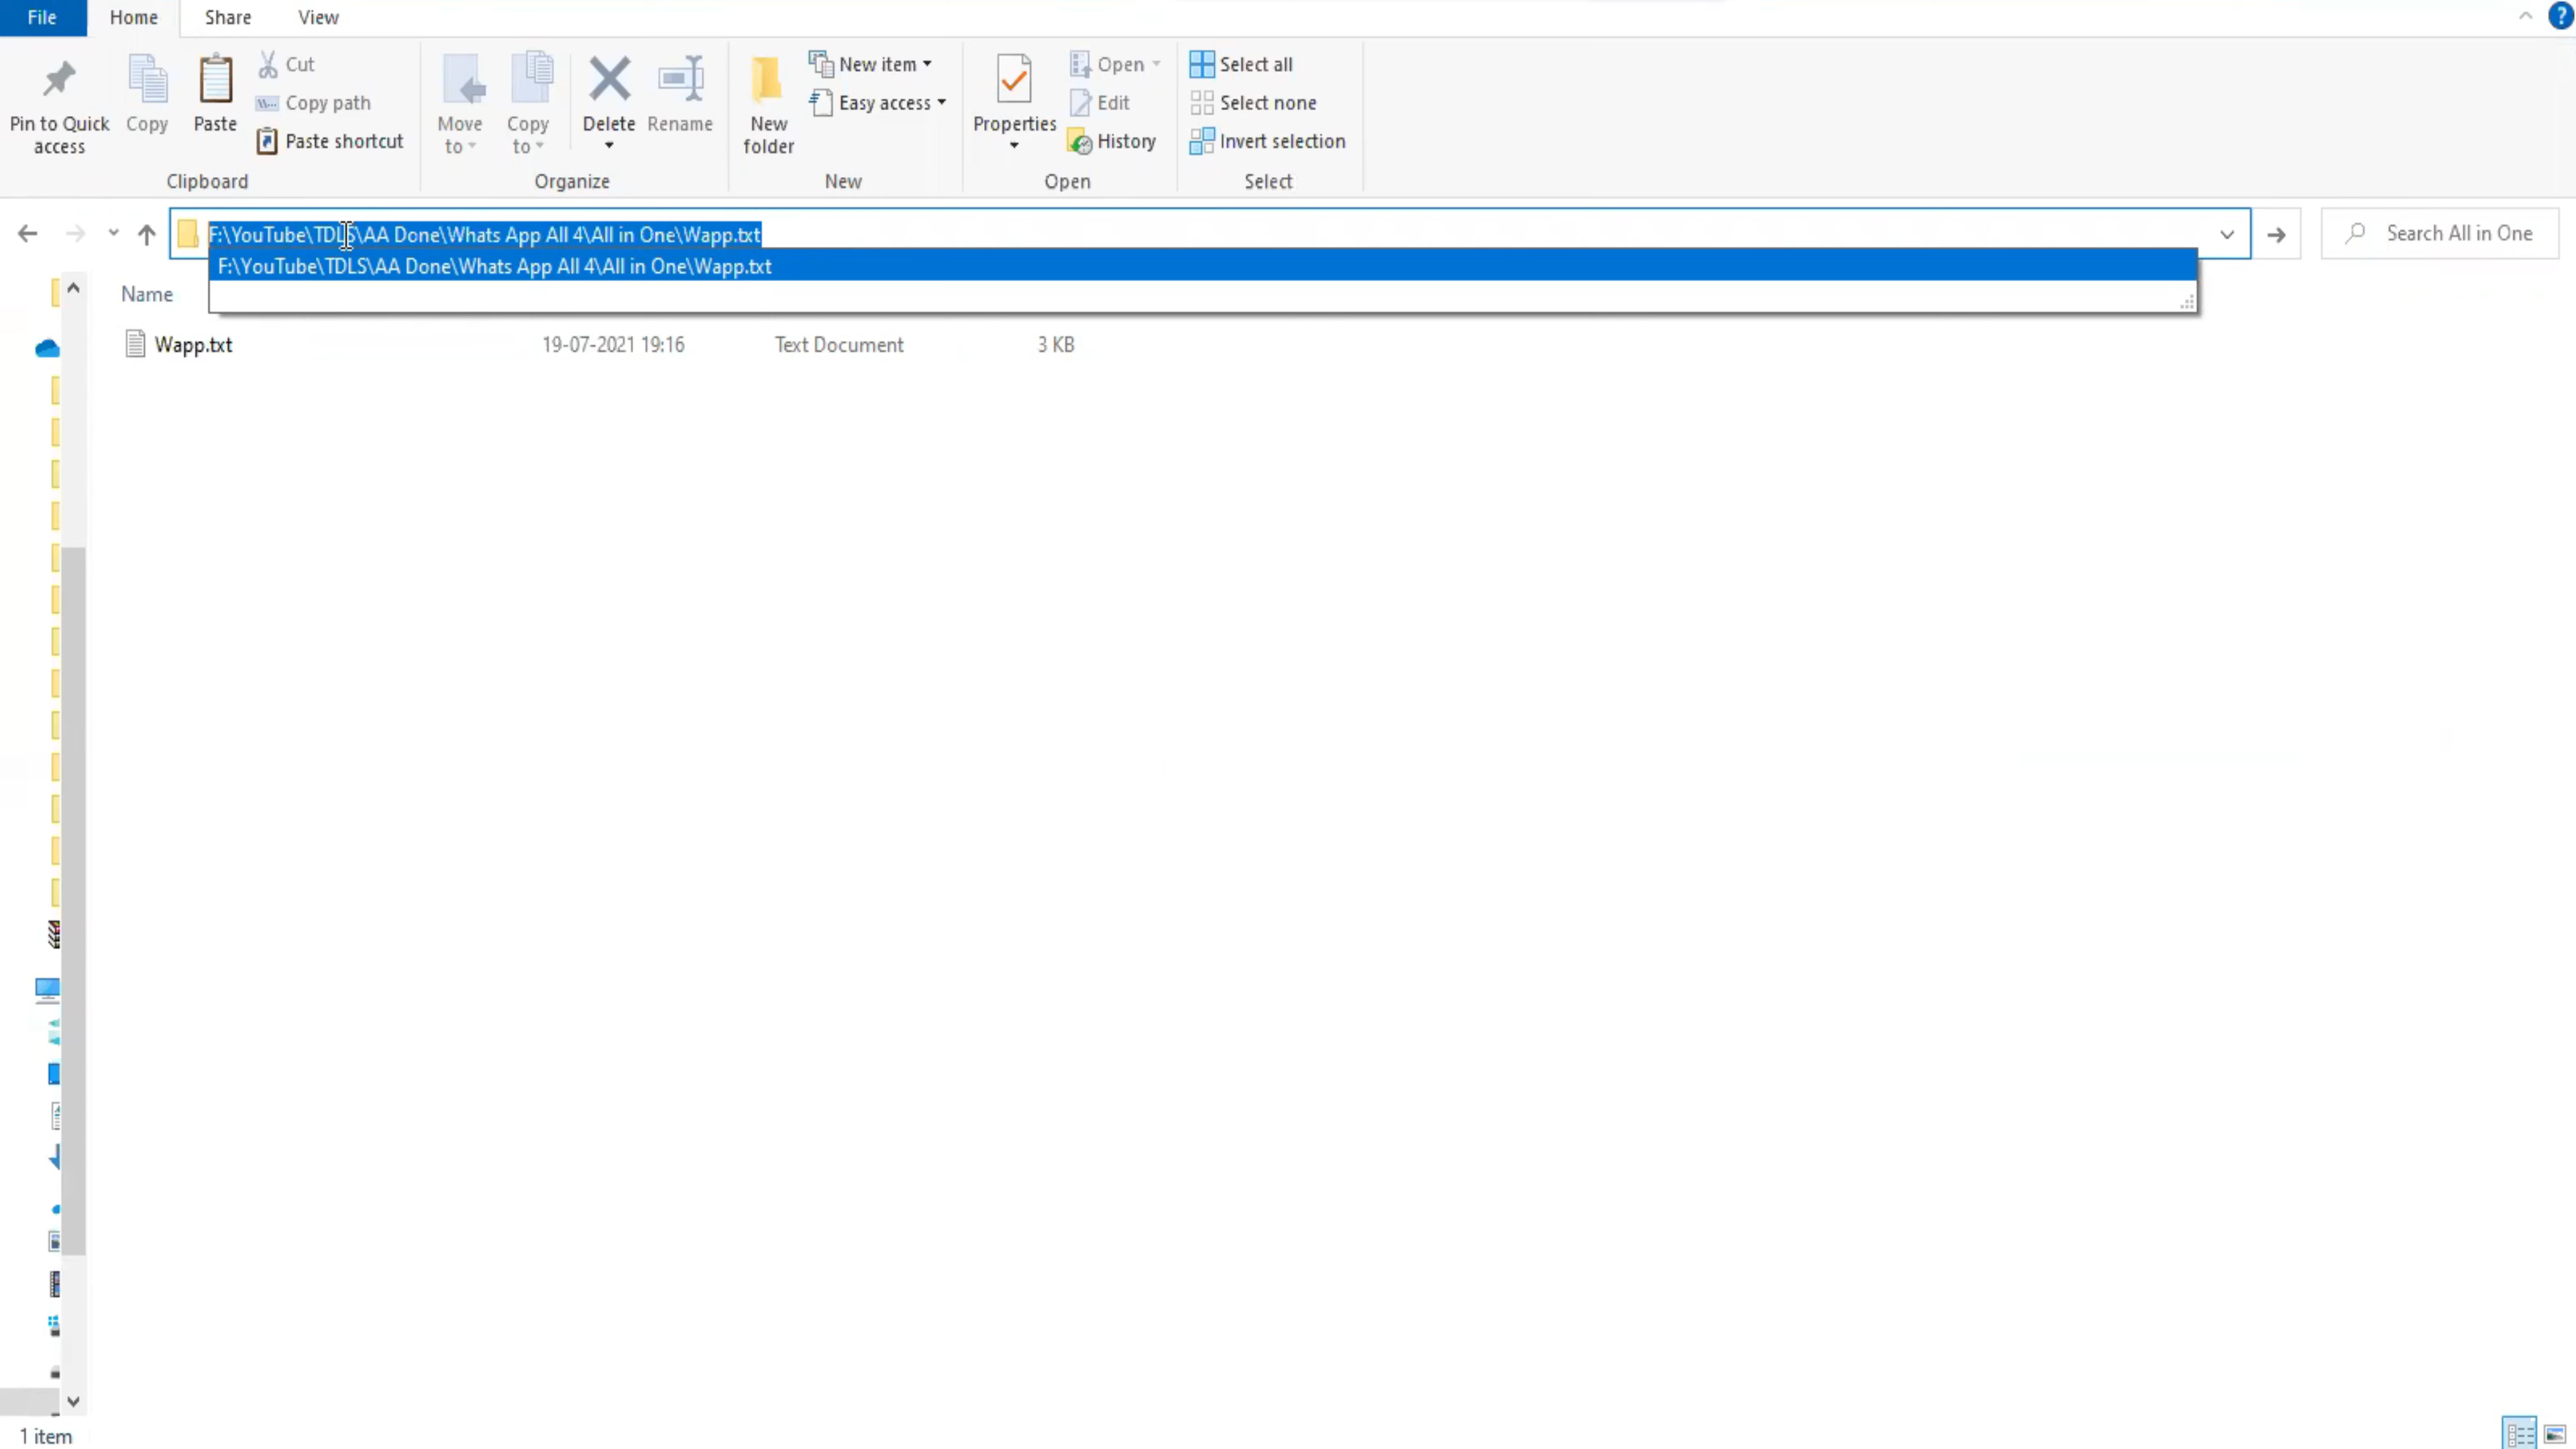 File Home Share View
Cut New item Open Select all
Copy path Easy access Edit Select none
Pin to Quick access Copy Paste Paste shortcut Move to Copy to Delete Rename New folder Properties History Invert selection
Clipboard Organize New Open Select
F:\YouTube\TDLS\AA Done\Whats App All 4\All in One\Wapp.txt Search All in One
F:\YouTube\TDLS\AA Done\Whats App All 4\All in One\Wapp.txt
Name
Wapp.txt 19-07-2021 19:16 Text Document 3 KB
1 item